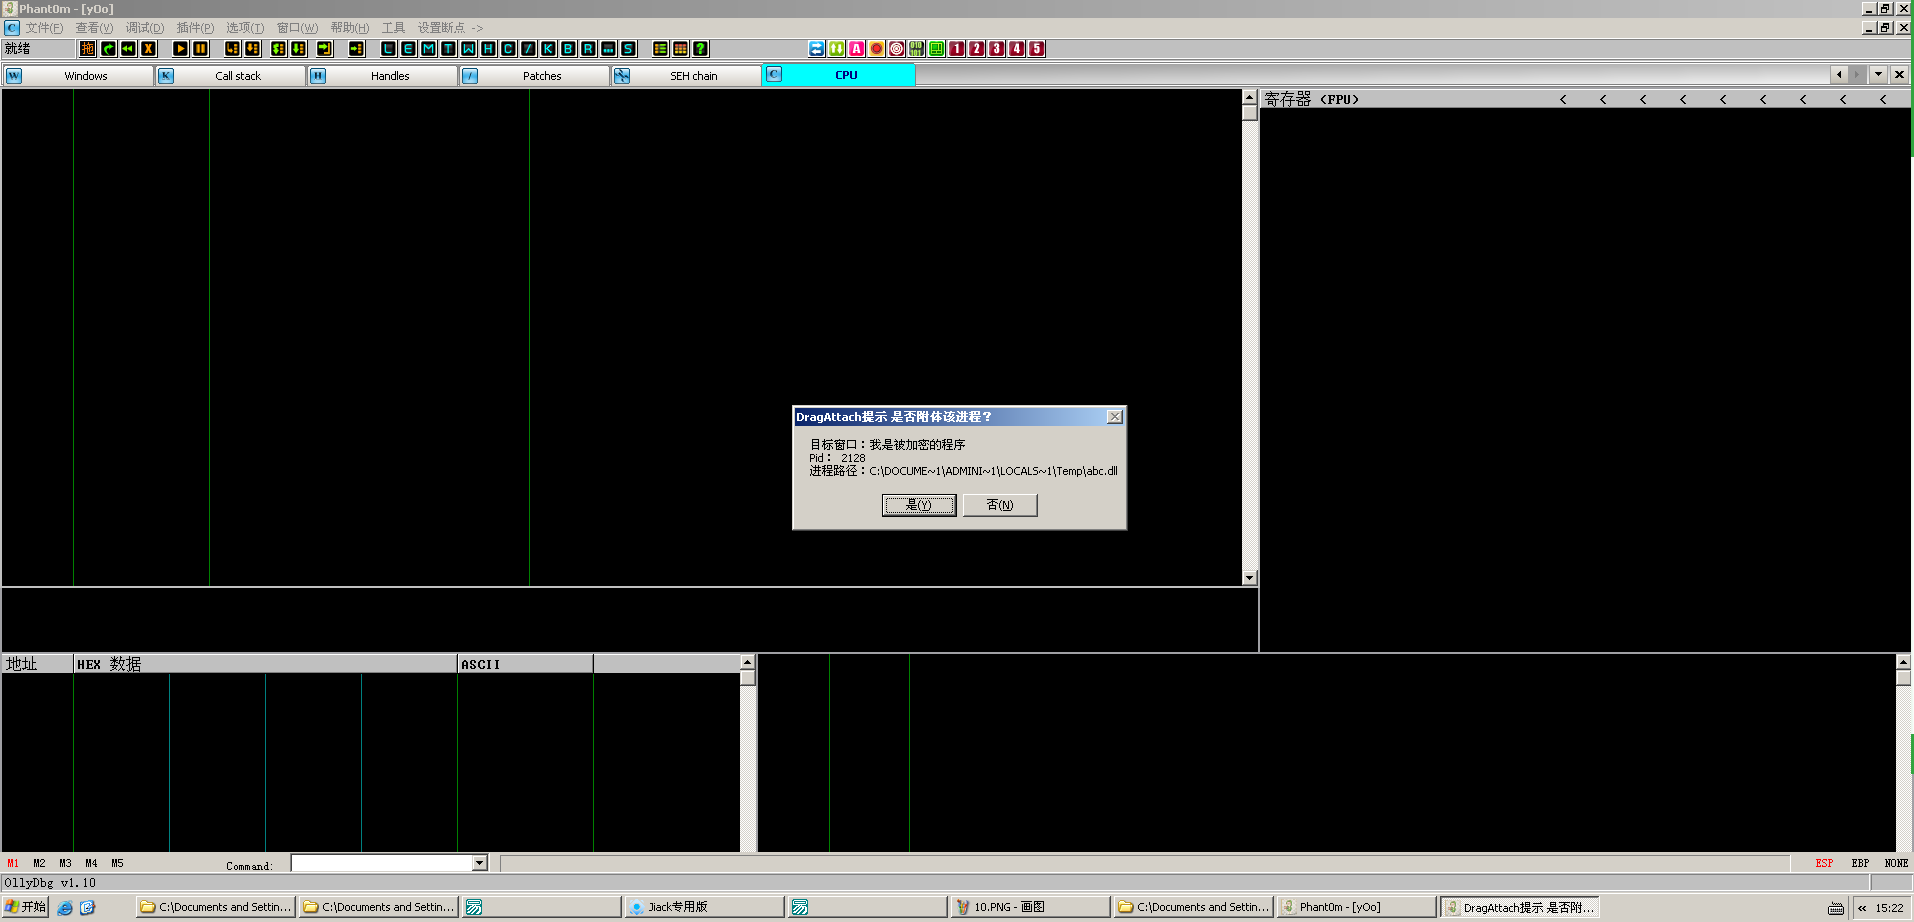 Phant0m - [yOo]
文件(F) 查看(V) 调试(D) 插件(P) 选项(T) 窗口(W) 帮助(H) 工具 设置断点 ->
就绪 拖 X L E M T W H C / K B R ... S ? A 010 101 1 2 3 4 5
W Windows K Call stack H Handles / Patches SEH chain C CPU
寄存器 (FPU) < < < < < < < < <
DragAttach提示 是否附体该进程？
目标窗口：我是被加密的程序
Pid： 2128
进程路径：C:\DOCUME~1\ADMINI~1\LOCALS~1\Temp\abc.dll
是(Y) 否(N)
地址 HEX 数据 ASCII
M1 M2 M3 M4 M5 Command: ESP EBP NONE
OllyDbg v1.10
开始 C:\Documents and Settin... C:\Documents and Settin... 易 Jiack专用版 易 10.PNG - 画图 C:\Documents and Settin... Phant0m - [yOo] DragAttach提示 是否附... « 15:22